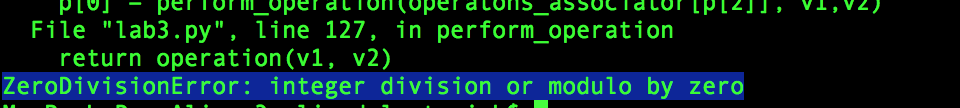 p[0] = perform_operation(operatons_associator[p[2]], v1,v2)
File "lab3.py", line 127, in perform_operation
return operation(v1, v2)
ZeroDivisionError: integer division or modulo by zero